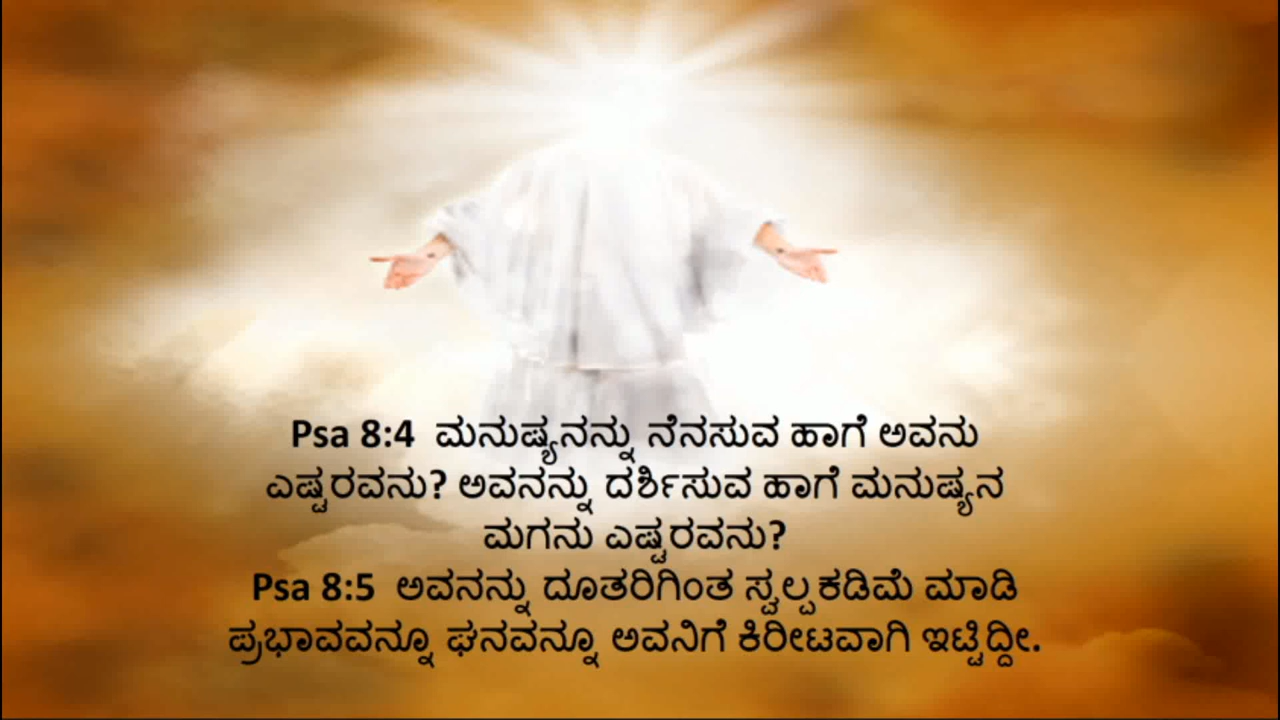 Psa 8:4 ಮನುಷ್ಯನನ್ನು ನೆನಸುವ ಹಾಗೆ ಅವನು
ಎಷ್ಟರವನು? ಅವನನ್ನು ದರ್ಶಿಸುವ ಹಾಗೆ ಮನುಷ್ಯನ
ಮಗನು ಎಷ್ಟರವನು?
Psa 8:5 ಅವನನ್ನು ದೂತರಿಗಿಂತ ಸ್ವಲ್ಪಕಡಿಮೆ ಮಾಡಿ
ಪ್ರಭಾವವನ್ನೂ ಘನವನ್ನೂ ಅವನಿಗೆ ಕಿರೀಟವಾಗಿ ಇಟ್ಟಿದ್ದೀ.